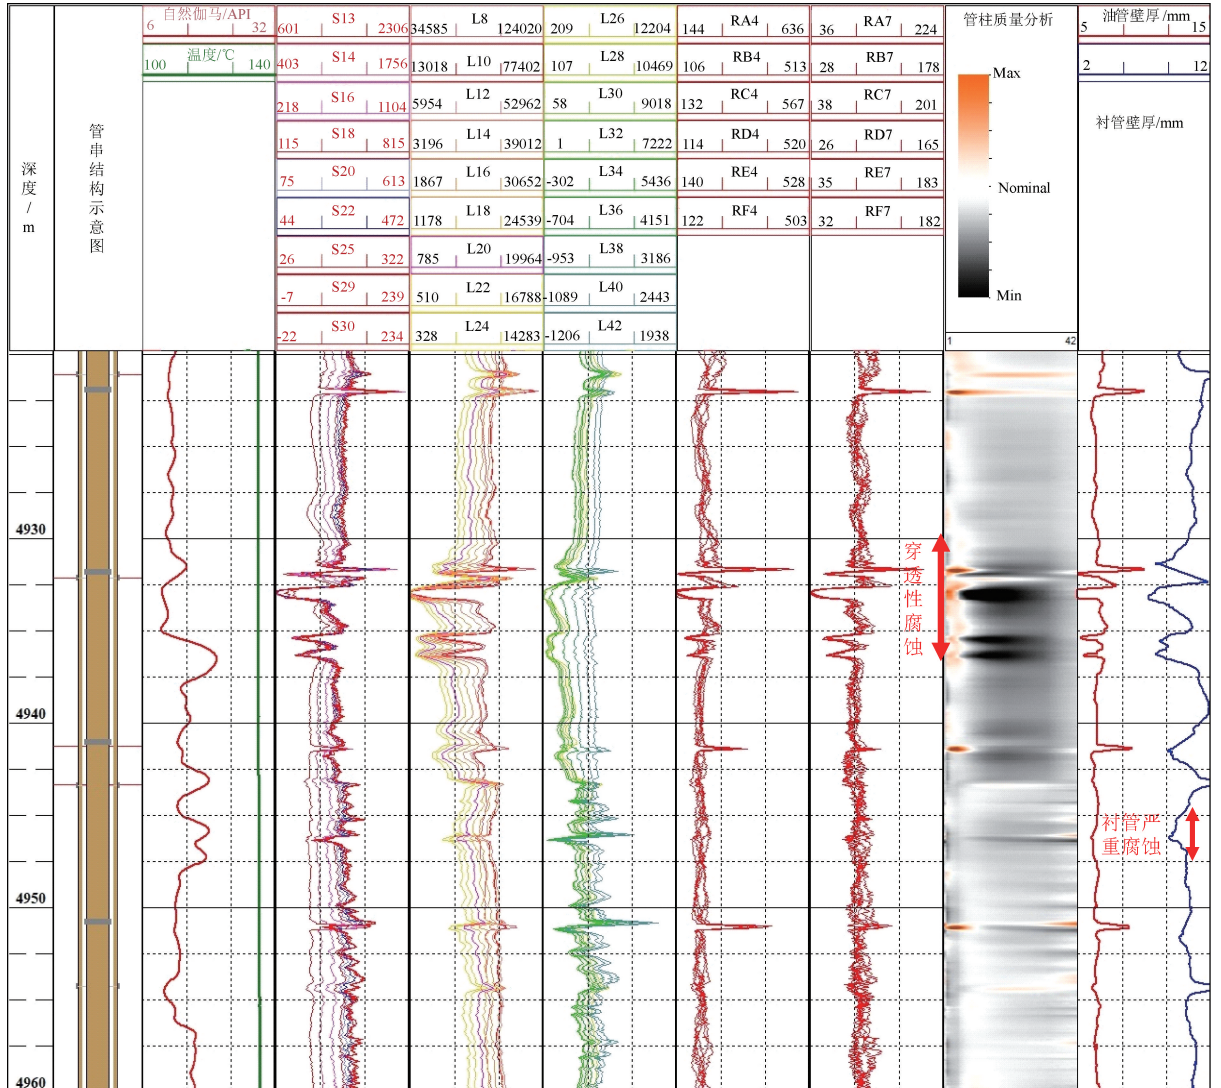 深度/m
管串结构示意图
自然伽马/API
6 32
温度/℃
100 140
601 S13 2306
403 S14 1756
218 S16 1104
115 S18 815
75 S20 613
44 S22 472
26 S25 322
-7 S29 239
-22 S30 234
34585 L8 124020
13018 L10 77402
5954 L12 52962
3196 L14 39012
1867 L16 30652
1178 L18 24539
785 L20 19964
510 L22 16788
328 L24 14283
209 L26 12204
107 L28 10469
58 L30 9018
1 L32 7222
-302 L34 5436
-704 L36 4151
-953 L38 3186
-1089 L40 2443
-1206 L42 1938
144 RA4 636
106 RB4 513
132 RC4 567
114 RD4 520
140 RE4 528
122 RF4 503
36 RA7 224
28 RB7 178
38 RC7 201
26 RD7 165
35 RE7 183
32 RF7 182
管柱质量分析
Max
Nominal
Min
1 42
油管壁厚/mm
5 15
2 12
衬管壁厚/mm
4930
4940
4950
4960
穿透性腐蚀
衬管严
重腐蚀